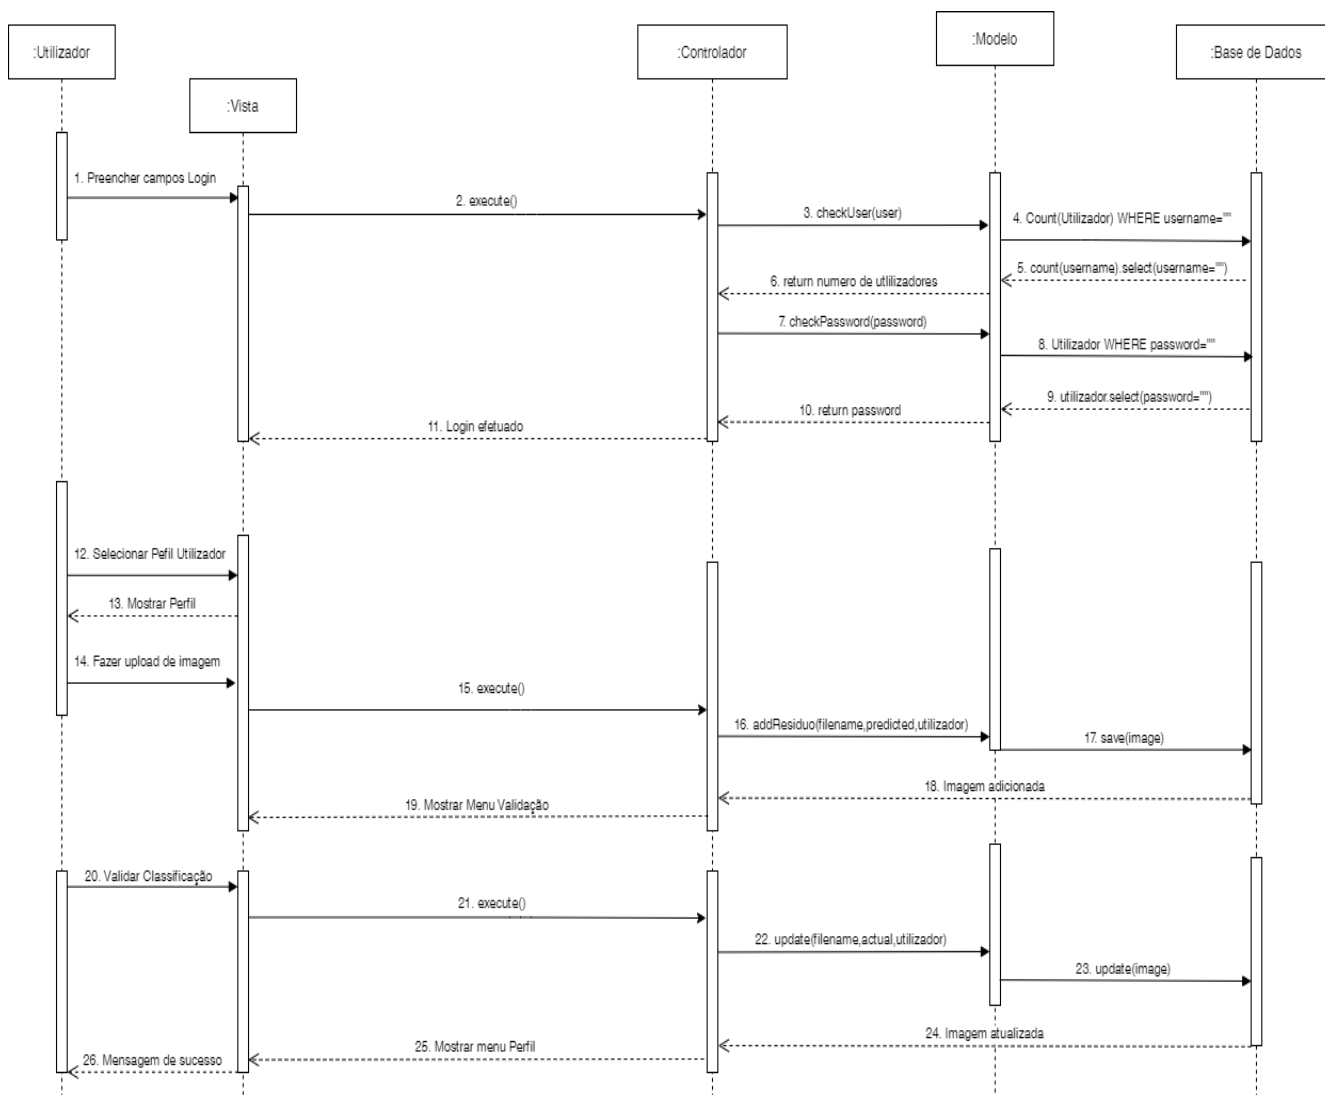 :Utilizador
:Vista
:Controlador
:Modelo
:Base de Dados
1. Preencher campos Login
2. execute()
3. checkUser(user)
4. Count(Utilizador) WHERE username=""
5. count(username).select(username="")
6. return numero de utlilizadores
7. checkPassword(password)
8. Utilizador WHERE password=""
9. utilizador.select(password="")
10. return password
11. Login efetuado
12. Selecionar Pefil Utilizador
13. Mostrar Perfil
14. Fazer upload de imagem
15. execute()
16. addResiduo(filename,predicted,utilizador)
17. save(image)
18. Imagem adicionada
19. Mostrar Menu Validação
20. Validar Classificação
21. execute()
22. update(filename,actual,utilizador)
23. update(image)
24. Imagem atualizada
25. Mostrar menu Perfil
26. Mensagem de sucesso